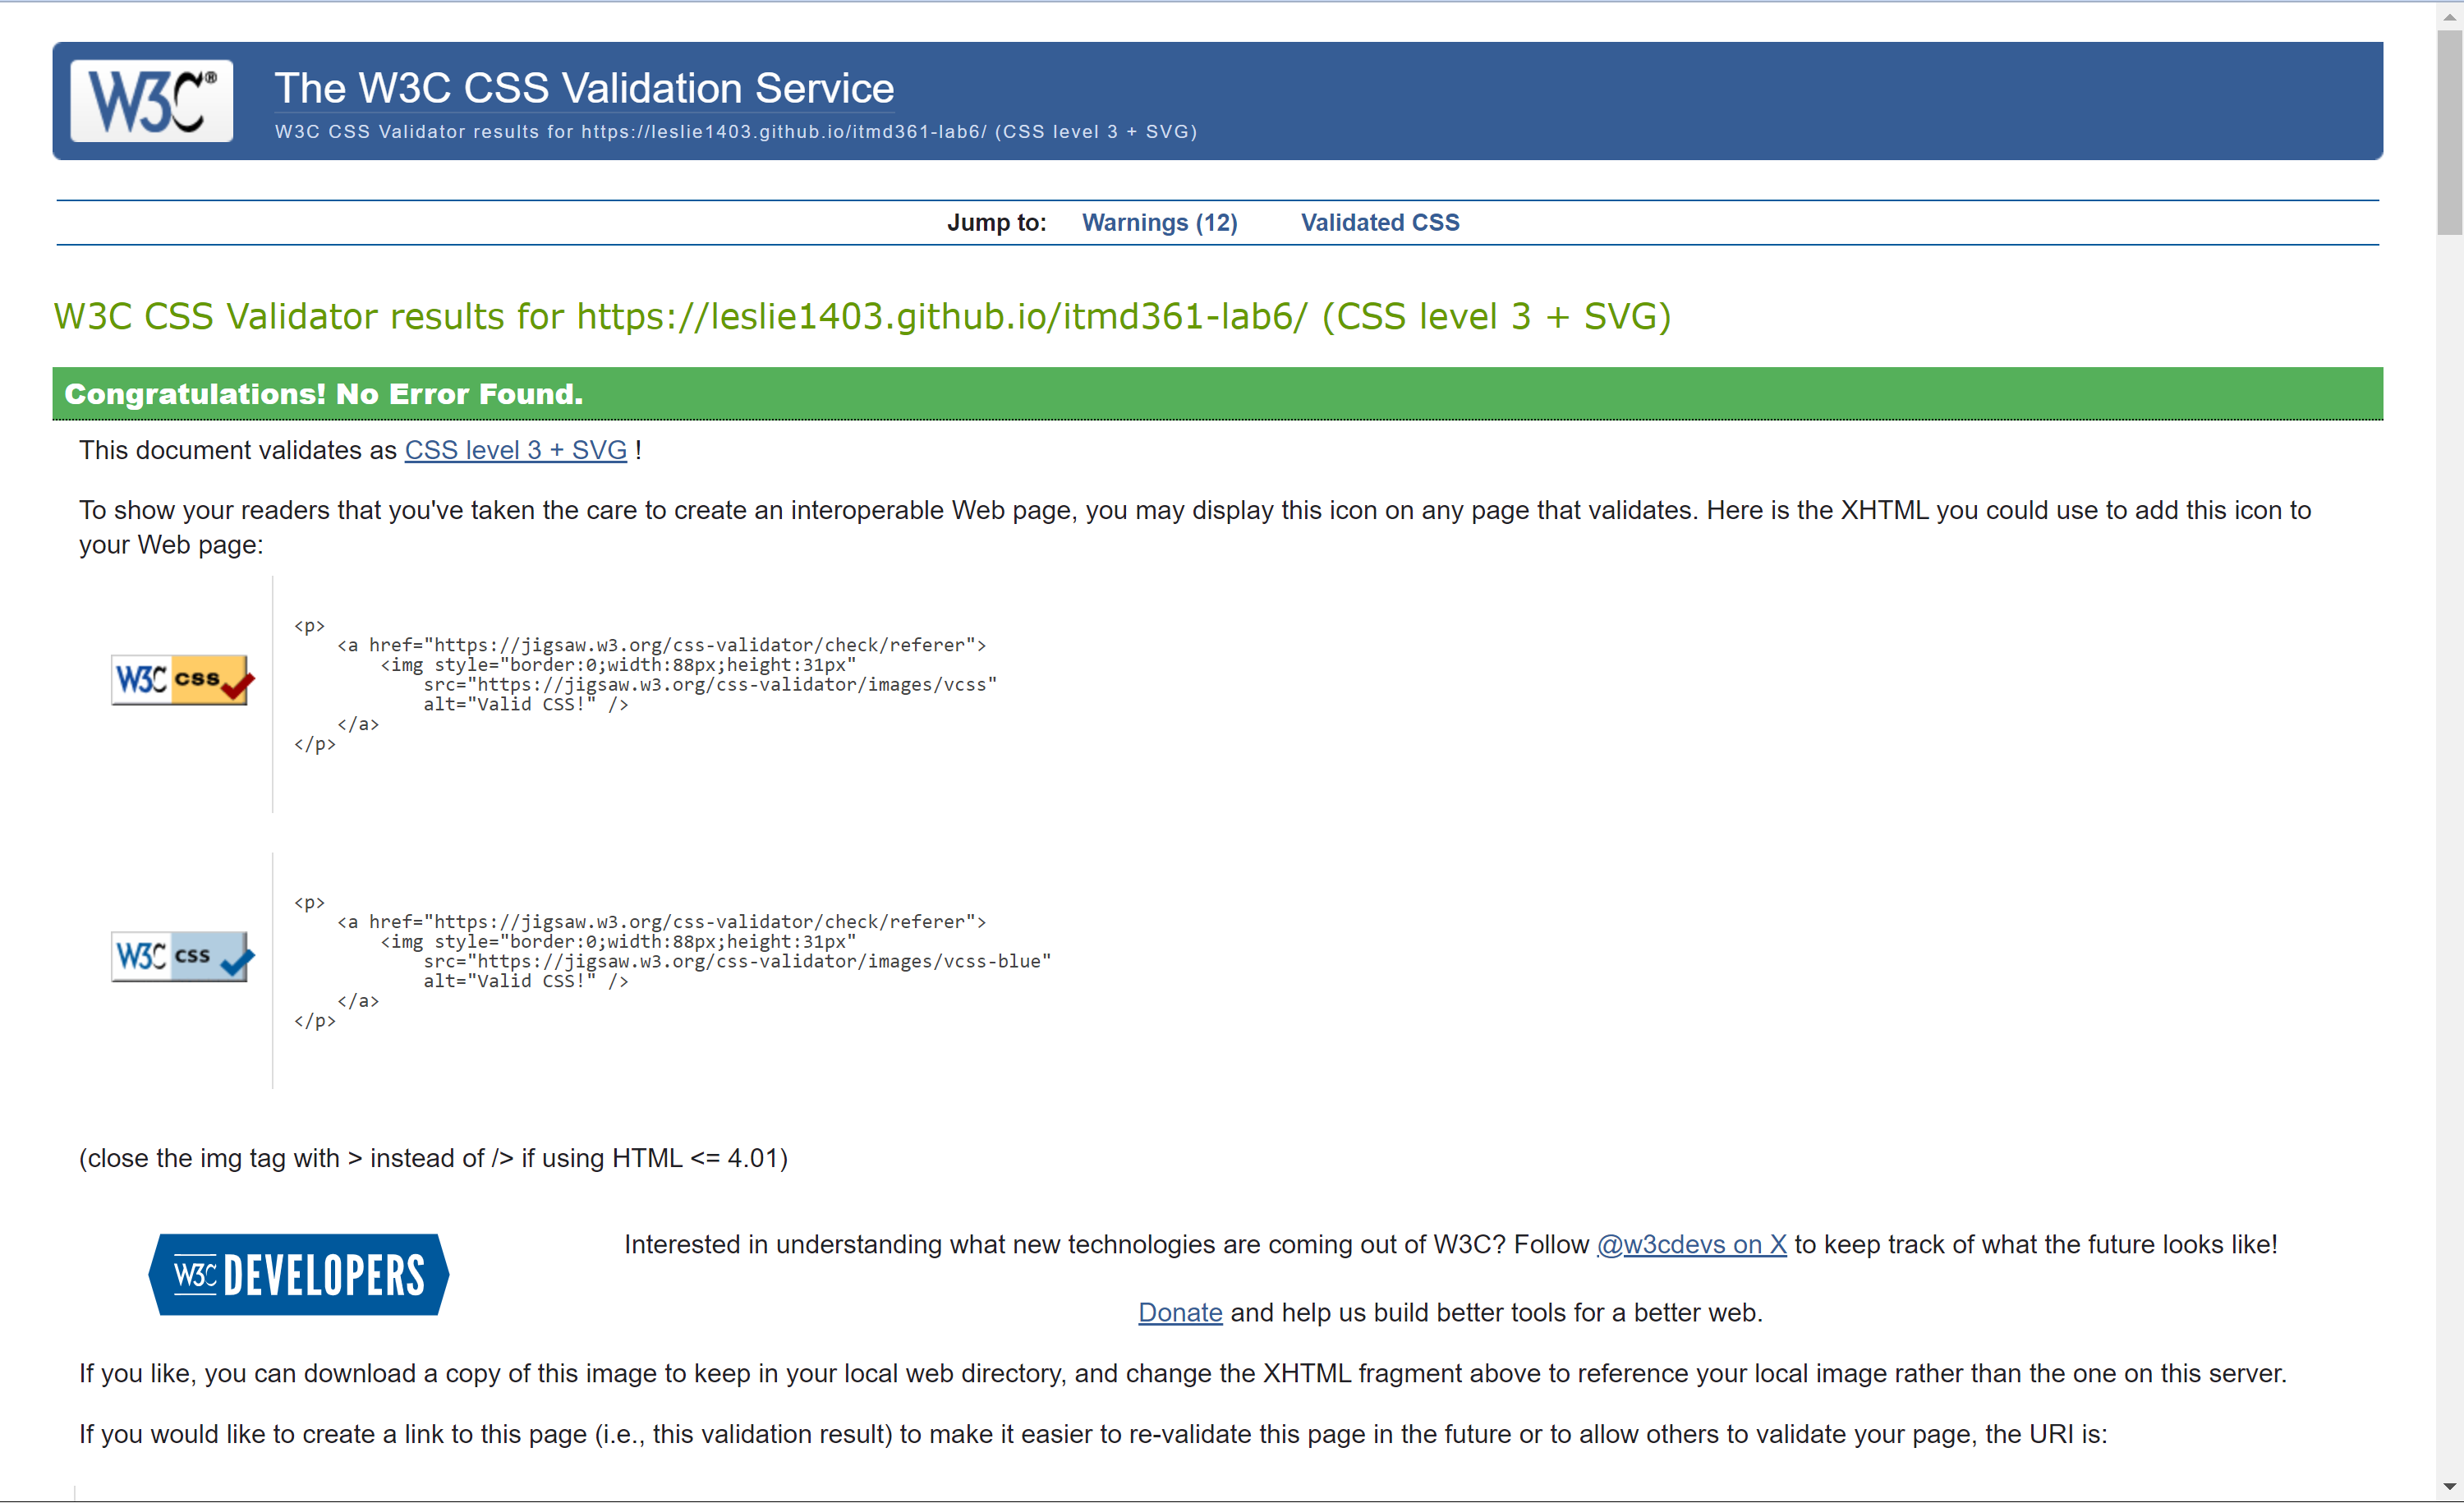 W3C®
The W3C CSS Validation Service
W3C CSS Validator results for https://leslie1403.github.io/itmd361-lab6/ (CSS level 3 + SVG)
Jump to: Warnings (12) Validated CSS
W3C CSS Validator results for https://leslie1403.github.io/itmd361-lab6/ (CSS level 3 + SVG)
Congratulations! No Error Found.
This document validates as CSS level 3 + SVG !
To show your readers that you've taken the care to create an interoperable Web page, you may display this icon on any page that validates. Here is the XHTML you could use to add this icon to
your Web page:
W3C css
<p>
<a href="https://jigsaw.w3.org/css-validator/check/referer">
<img style="border:0;width:88px;height:31px"
src="https://jigsaw.w3.org/css-validator/images/vcss"
alt="Valid CSS!" />
</a>
</p>
W3C css
<p>
<a href="https://jigsaw.w3.org/css-validator/check/referer">
<img style="border:0;width:88px;height:31px"
src="https://jigsaw.w3.org/css-validator/images/vcss-blue"
alt="Valid CSS!" />
</a>
</p>
(close the img tag with > instead of /> if using HTML <= 4.01)
W3C DEVELOPERS
Interested in understanding what new technologies are coming out of W3C? Follow @w3cdevs on X to keep track of what the future looks like!
Donate and help us build better tools for a better web.
If you like, you can download a copy of this image to keep in your local web directory, and change the XHTML fragment above to reference your local image rather than the one on this server.
If you would like to create a link to this page (i.e., this validation result) to make it easier to re-validate this page in the future or to allow others to validate your page, the URI is: